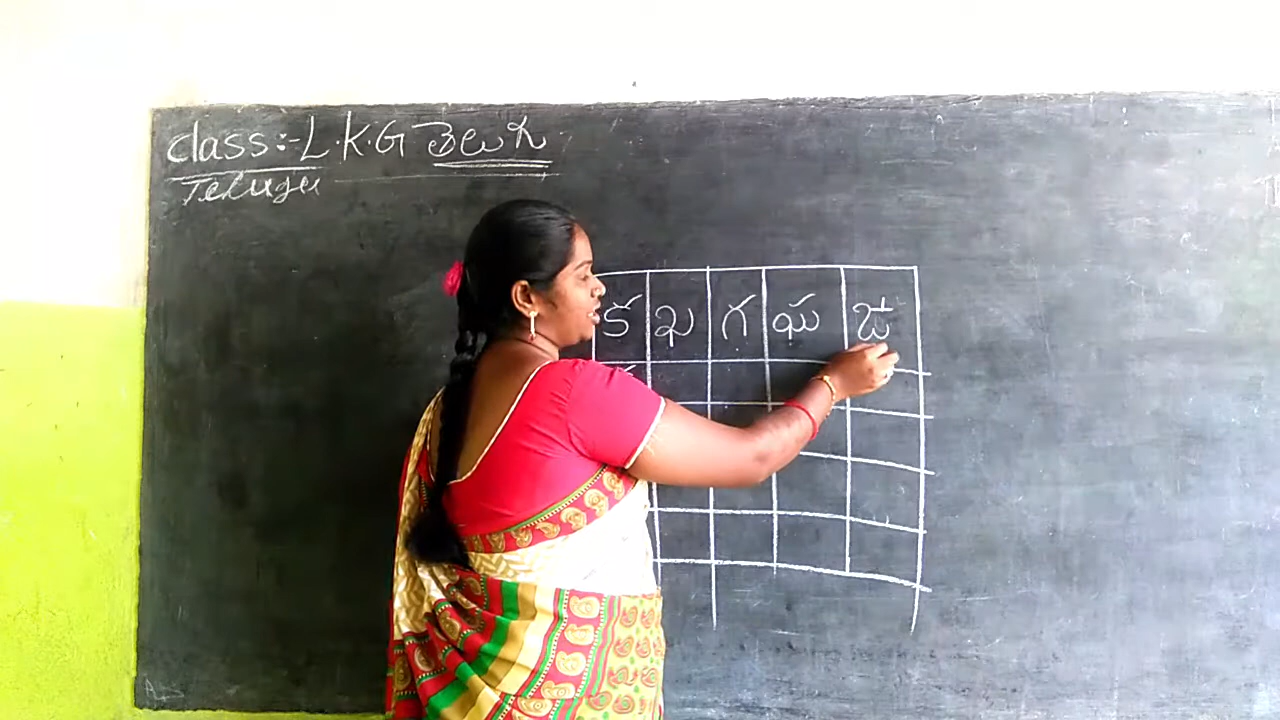 class:-L.K.G తెలుగు
Telugu
క ఖ గ ఘ ఙ